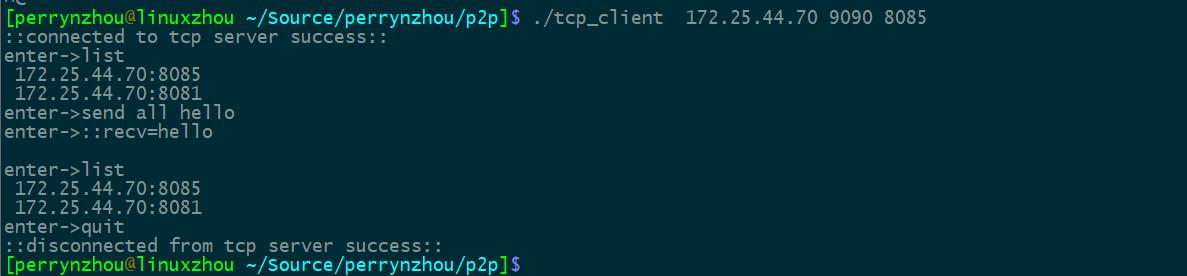 [perrynzhou@linuxzhou ~/Source/perrynzhou/p2p]$ ./tcp_client  172.25.44.70 9090 8085
::connected to tcp server success::
enter->list
 172.25.44.70:8085
 172.25.44.70:8081
enter->send all hello
enter->::recv=hello

enter->list
 172.25.44.70:8085
 172.25.44.70:8081
enter->quit
::disconnected from tcp server success::
[perrynzhou@linuxzhou ~/Source/perrynzhou/p2p]$